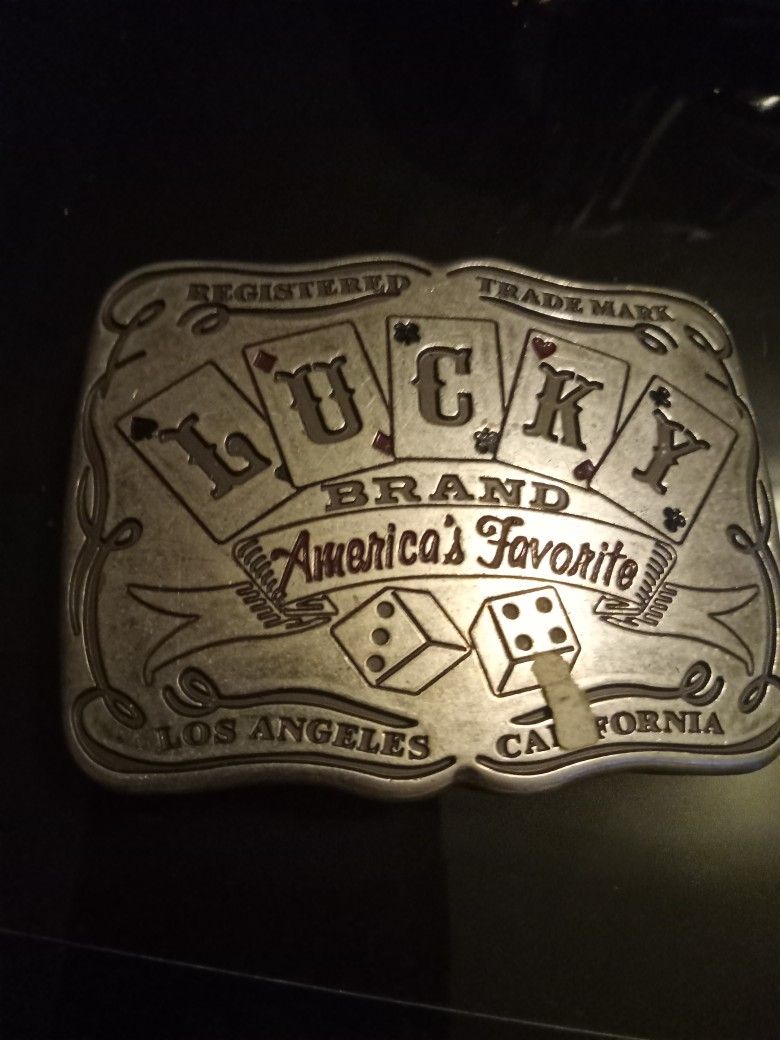 REGISTERED TRADE MARK
LUCKY
BRAND
America's Favorite
LOS ANGELES CALIFORNIA